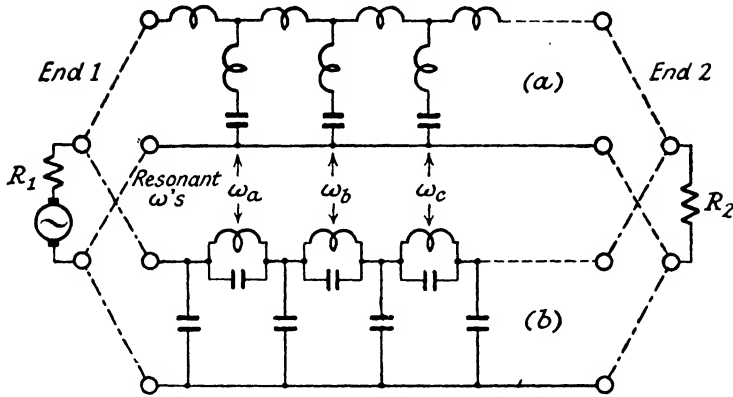 End 1
End 2
(a)
R1
Resonant
ω's
ωa
ωb
ωc
R2
(b)